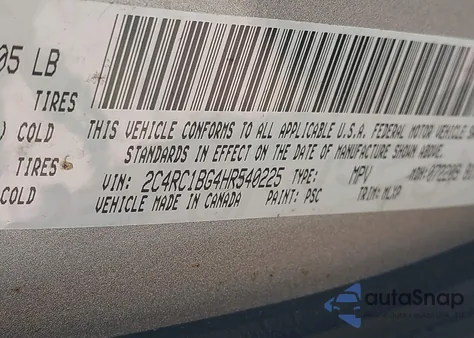 05 LB
TIRES
) COLD
THIS VEHICLE CONFORMS TO ALL APPLICABLE U.S.A. FEDERAL MOTOR VEHICLE
STANDARDS IN EFFECT ON THE DATE OF MANUFACTURE SHOWN ABOVE.
TIRES
VIN: 2C4RC1BG4HR540225 TYPE: MPV
COLD
VEHICLE MADE IN CANADA PAINT: PSC TRIM:
autoSnap